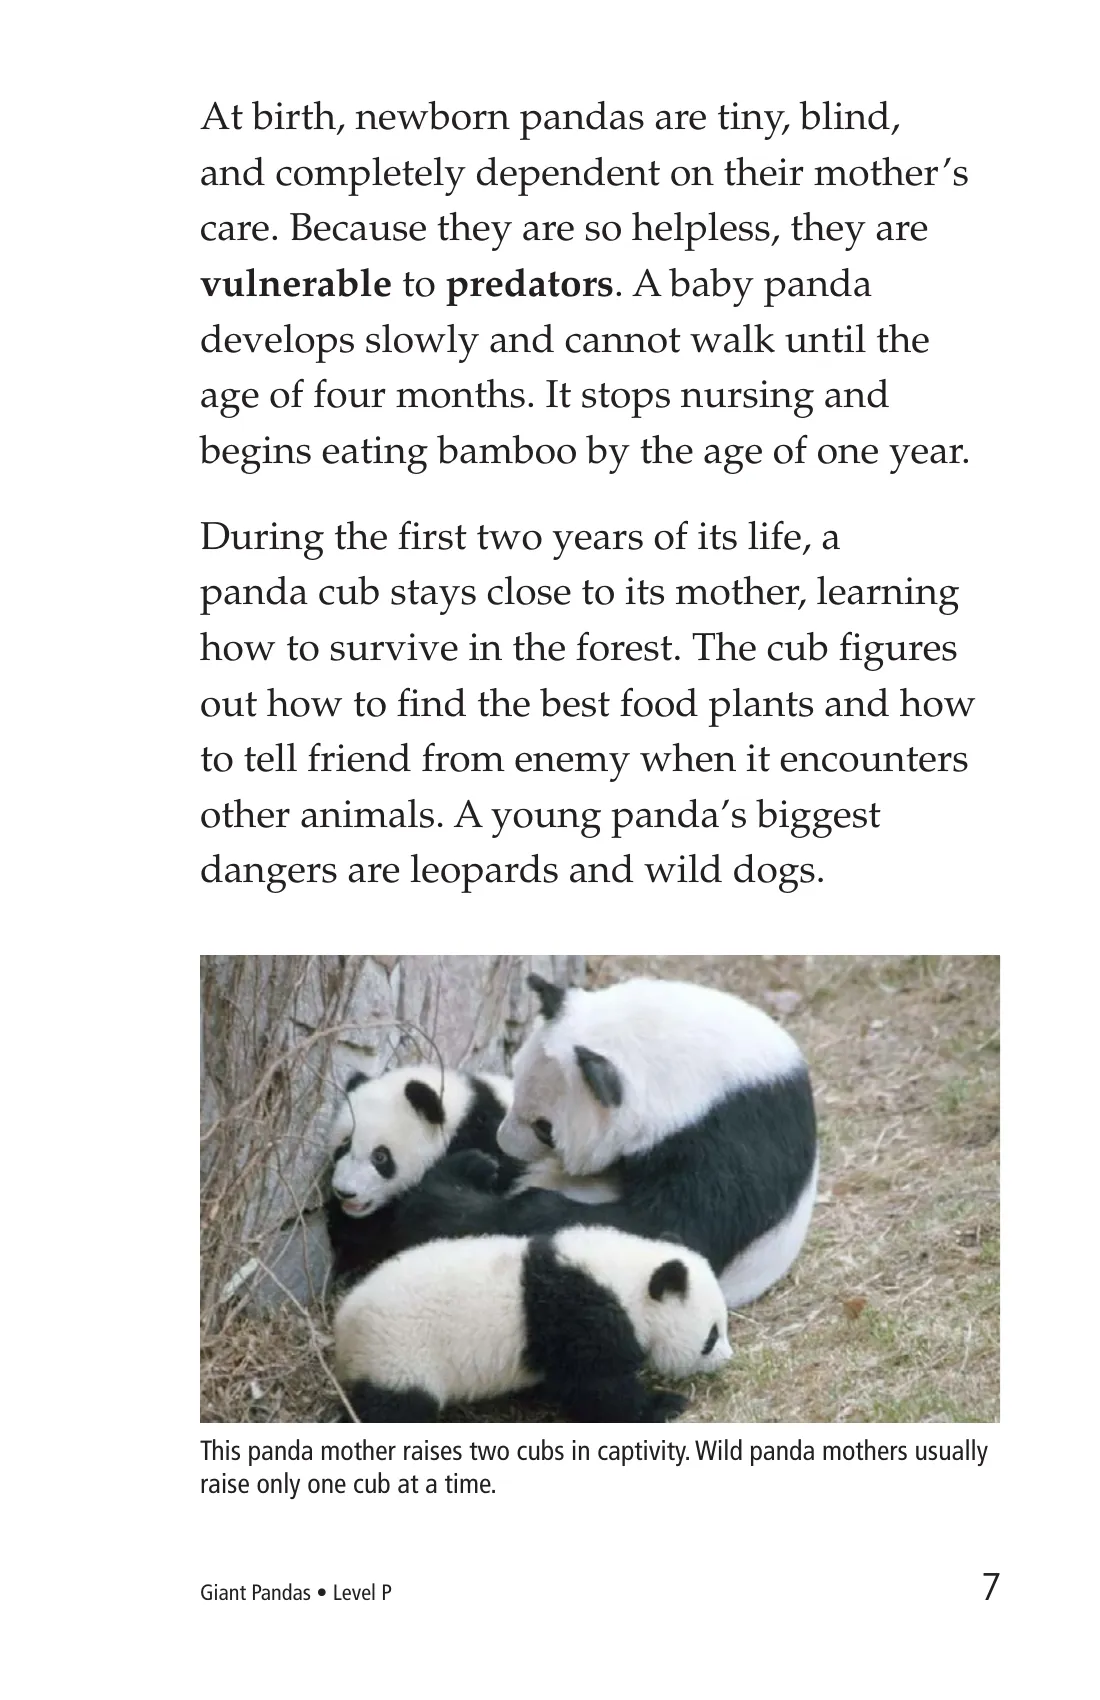 At birth, newborn pandas are tiny, blind,
and completely dependent on their mother’s
care. Because they are so helpless, they are
vulnerable to predators. A baby panda
develops slowly and cannot walk until the
age of four months. It stops nursing and
begins eating bamboo by the age of one year.
During the first two years of its life, a
panda cub stays close to its mother, learning
how to survive in the forest. The cub figures
out how to find the best food plants and how
to tell friend from enemy when it encounters
other animals. A young panda’s biggest
dangers are leopards and wild dogs.
This panda mother raises two cubs in captivity. Wild panda mothers usually
raise only one cub at a time.
Giant Pandas • Level P
7